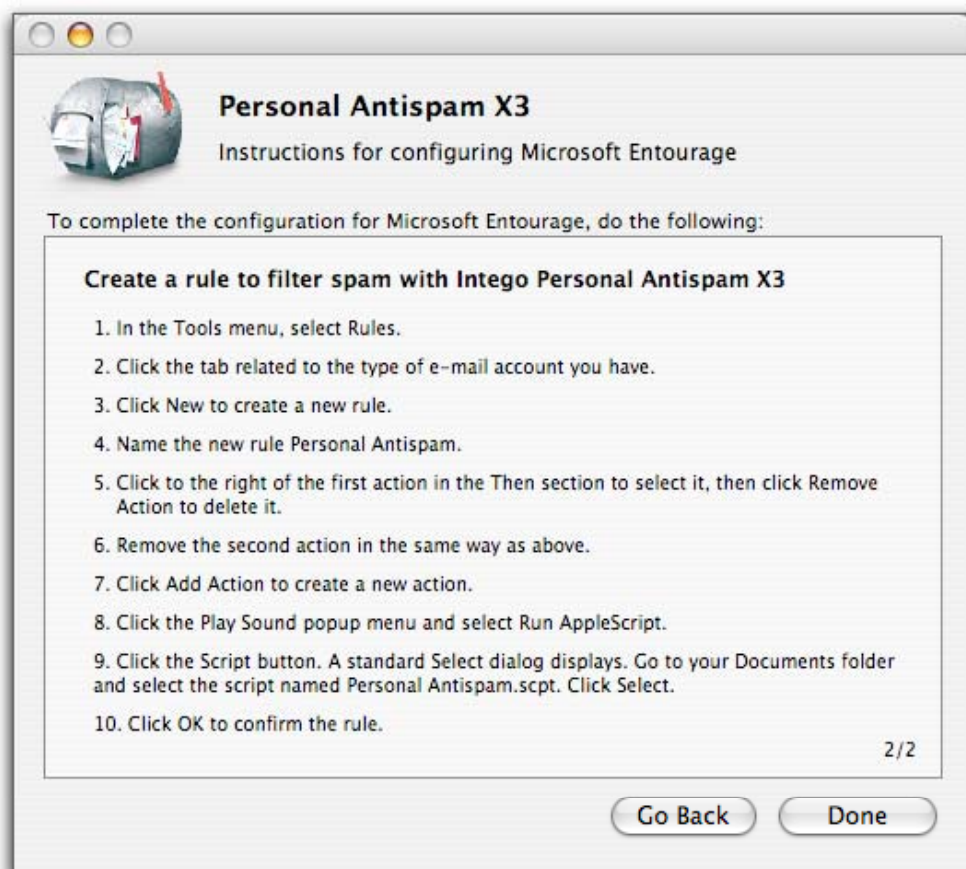 Personal Antispam X3
Instructions for configuring Microsoft Entourage
To complete the configuration for Microsoft Entourage, do the following:
Create a rule to filter spam with Intego Personal Antispam X3
1. In the Tools menu, select Rules.
2. Click the tab related to the type of e-mail account you have.
3. Click New to create a new rule.
4. Name the new rule Personal Antispam.
5. Click to the right of the first action in the Then section to select it, then click Remove
Action to delete it.
6. Remove the second action in the same way as above.
7. Click Add Action to create a new action.
8. Click the Play Sound popup menu and select Run AppleScript.
9. Click the Script button. A standard Select dialog displays. Go to your Documents folder
and select the script named Personal Antispam.scpt. Click Select.
10. Click OK to confirm the rule.
2/2
Go Back
Done